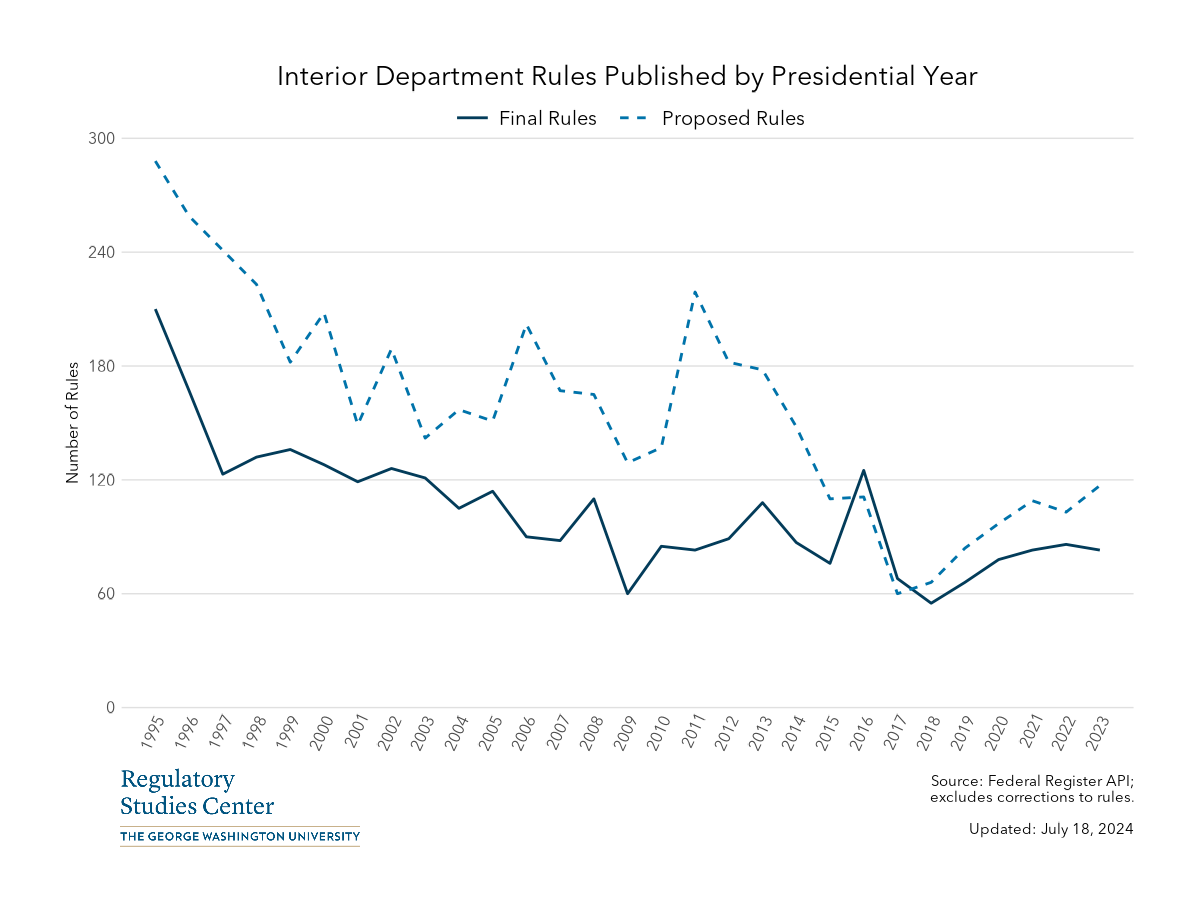 Interior Department Rules Published by Presidential Year
Final Rules Proposed Rules
300
240
180
120
60
0
Number of Rules
1995 1996 1997 1998 1999 2000 2001 2002 2003 2004 2005 2006 2007 2008 2009 2010 2011 2012 2013 2014 2015 2016 2017 2018 2019 2020 2021 2022 2023
Regulatory
Studies Center
THE GEORGE WASHINGTON UNIVERSITY
Source: Federal Register API;
excludes corrections to rules.
Updated: July 18, 2024